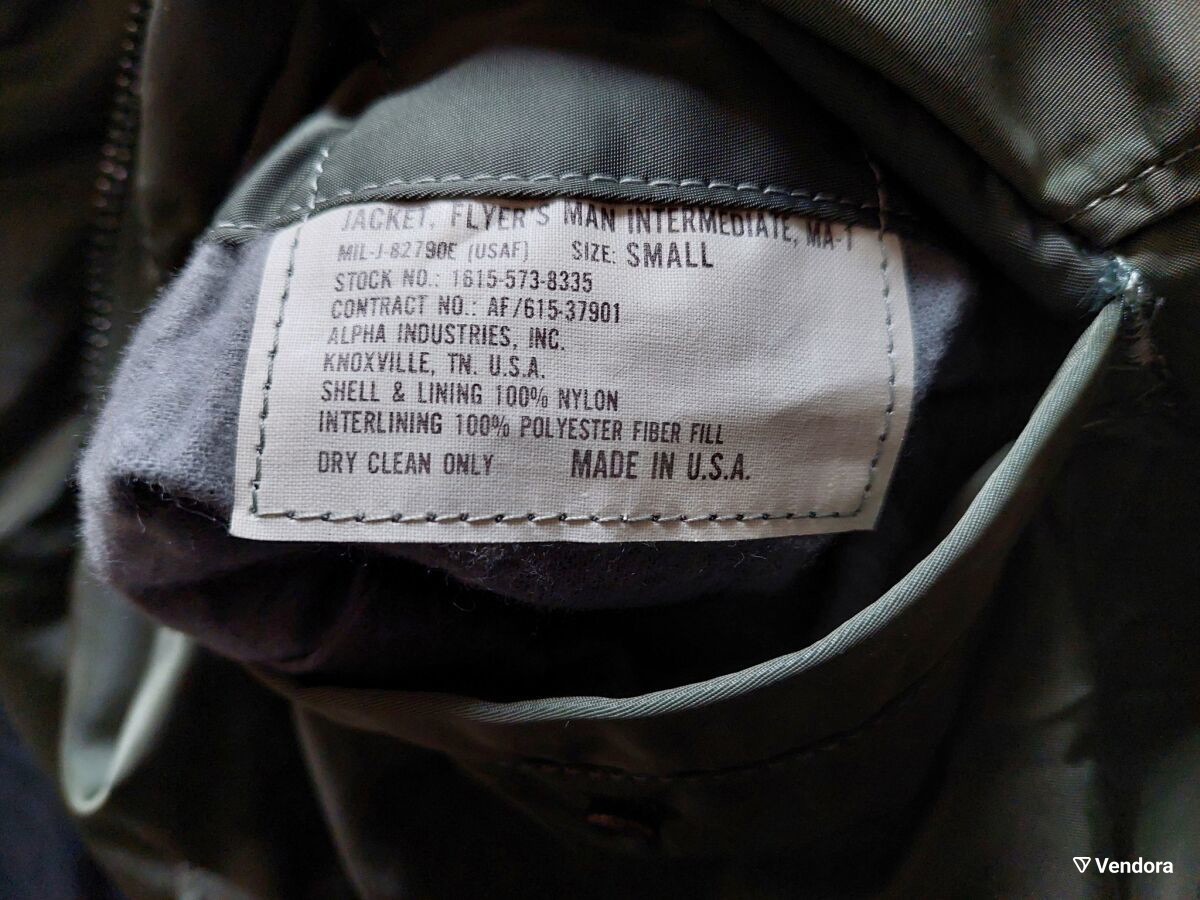 JACKET, FLYER'S MAN INTERMEDIATE, MA-1
MIL-J-82790E (USAF) SIZE: SMALL
STOCK NO.: 1615-573-8335
CONTRACT NO.: AF/615-37901
ALPHA INDUSTRIES, INC.
KNOXVILLE, TN. U.S.A.
SHELL & LINING 100% NYLON
INTERLINING 100% POLYESTER FIBER FILL
DRY CLEAN ONLY MADE IN U.S.A.
Vendora